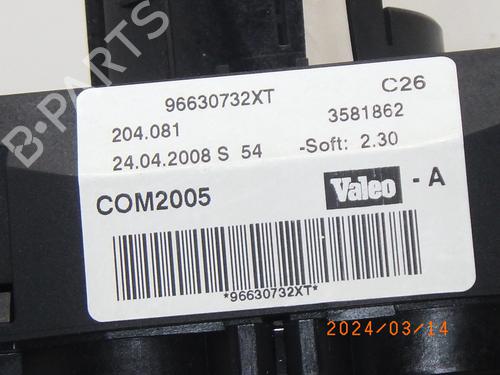 B-PARTS
96630732XT C26
204.081 3581862
24.04.2008 S 54 -Soft: 2.30
COM2005 Valeo - A
*96630732XT*
2024/03/14